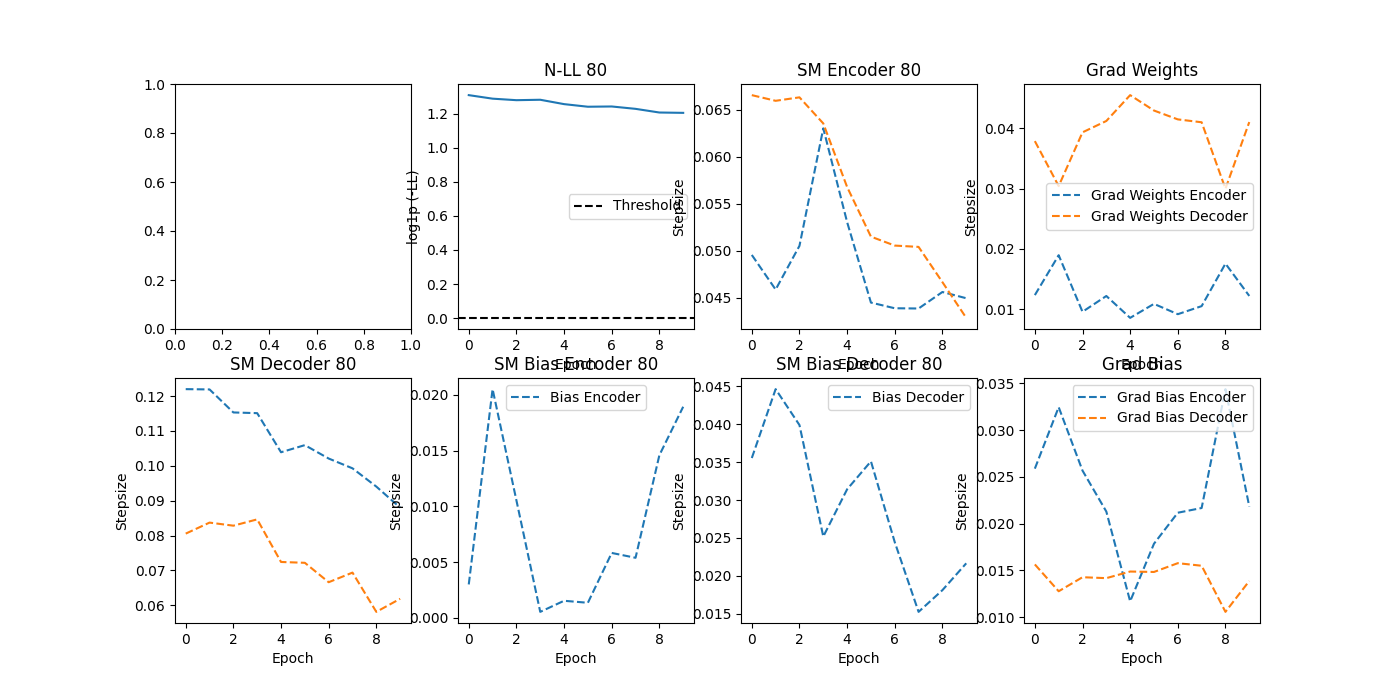 N-LL 80
SM Encoder 80
Grad Weights
1.0
0.8
0.6
0.4
0.2
0.0
0.0 0.2 0.4 0.6 0.8 1.0
log1p (-LL)
1.2
1.0
0.8
0.6
0.4
0.2
0.0
0 2 4 6 8
Epoch
Threshold
Stepsize
0.065
0.060
0.055
0.050
0.045
0 2 4 6 8
Epoch
Stepsize
0.04
0.03
0.02
0.01
0 2 4 6 8
Epoch
Grad Weights Encoder
Grad Weights Decoder
SM Decoder 80
SM Bias Encoder 80
SM Bias Decoder 80
Grad Bias
Stepsize
0.12
0.11
0.10
0.09
0.08
0.07
0.06
0 2 4 6 8
Epoch
Stepsize
0.020
0.015
0.010
0.005
0.000
0 2 4 6 8
Epoch
Bias Encoder
Stepsize
0.045
0.040
0.035
0.030
0.025
0.020
0.015
0 2 4 6 8
Epoch
Bias Decoder
Stepsize
0.035
0.030
0.025
0.020
0.015
0.010
0 2 4 6 8
Epoch
Grad Bias Encoder
Grad Bias Decoder